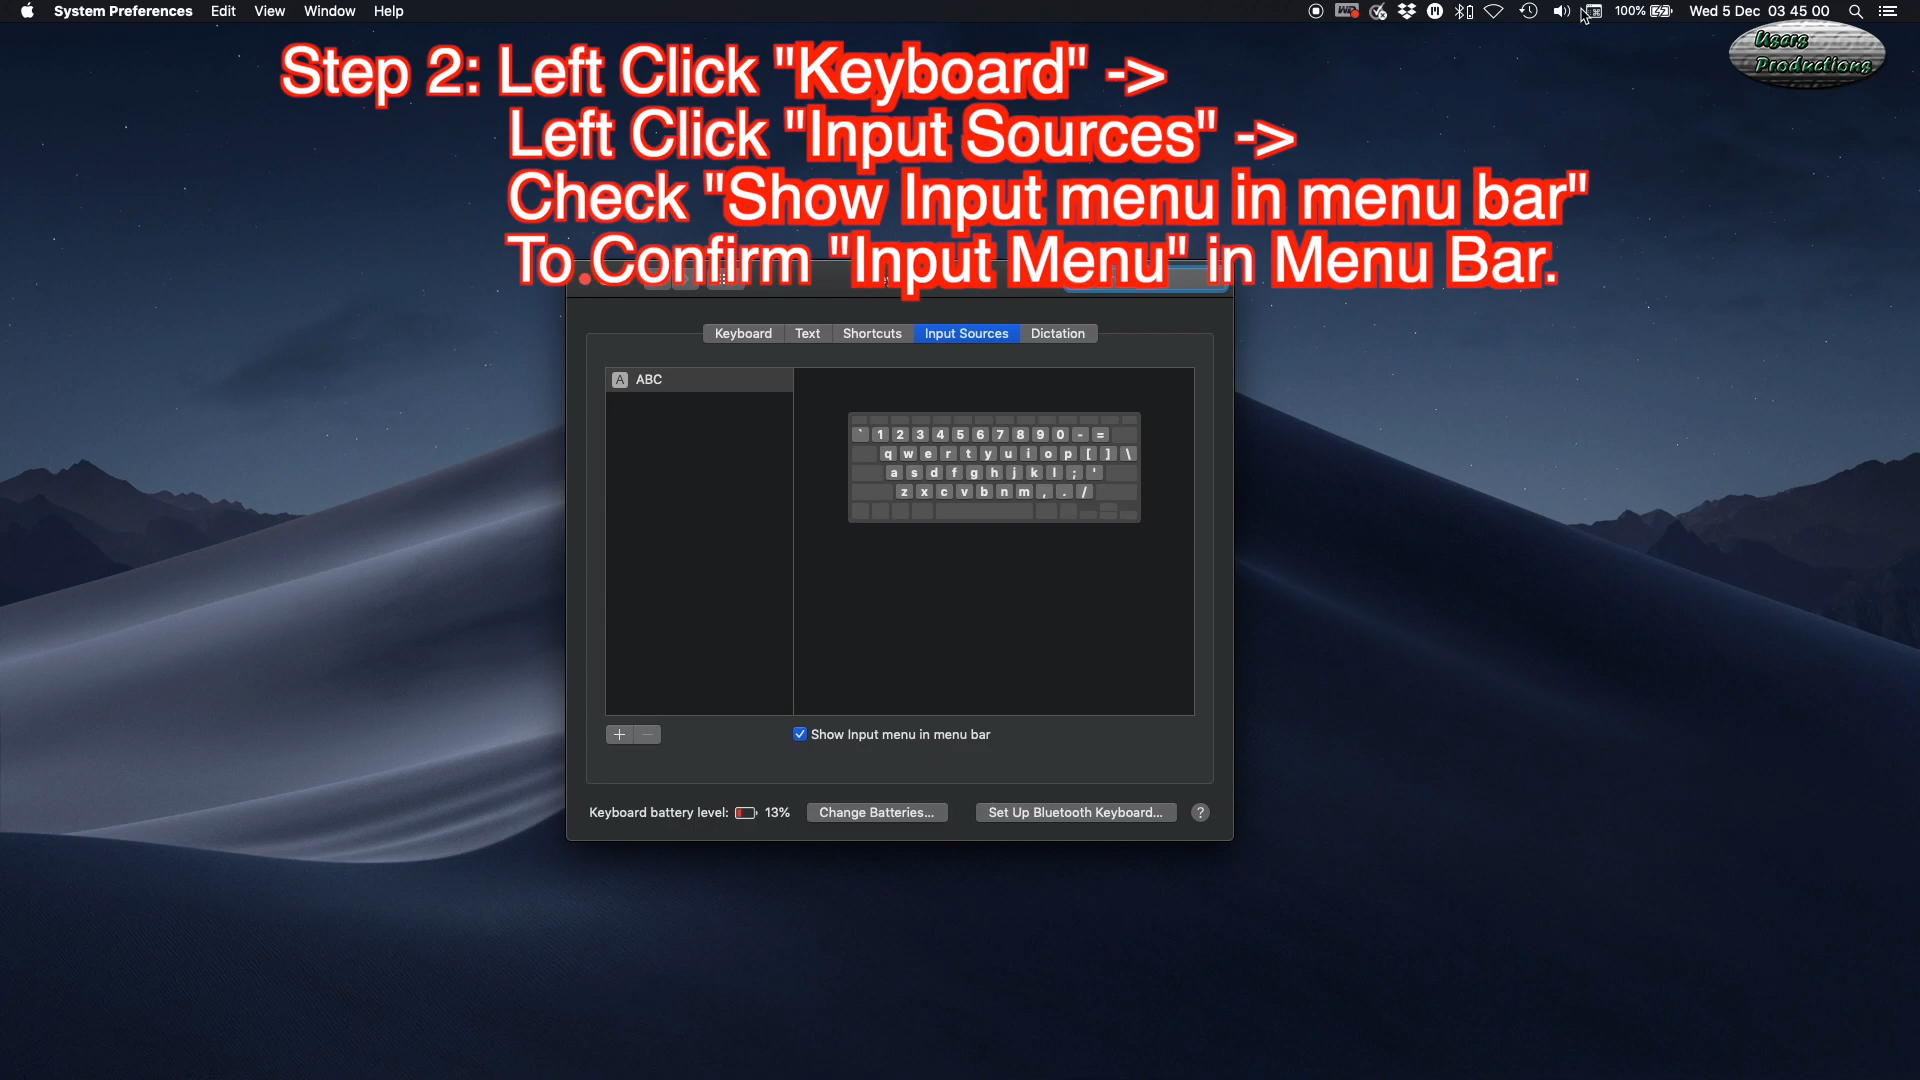 System Preferences Edit View Window Help
100% Wed 5 Dec 03 45 00
Users
Productions
Step 2: Left Click "Keyboard" ->
Left Click "Input Sources" ->
Check "Show Input menu in menu bar"
To Confirm "Input Menu" in Menu Bar.
Keyboard Text Shortcuts Input Sources Dictation
A ABC
` 1 2 3 4 5 6 7 8 9 0 - =
q w e r t y u i o p [ ] \
a s d f g h j k l ; '
z x c v b n m , . /
+ −
Show Input menu in menu bar
Keyboard battery level: 13% Change Batteries... Set Up Bluetooth Keyboard... ?